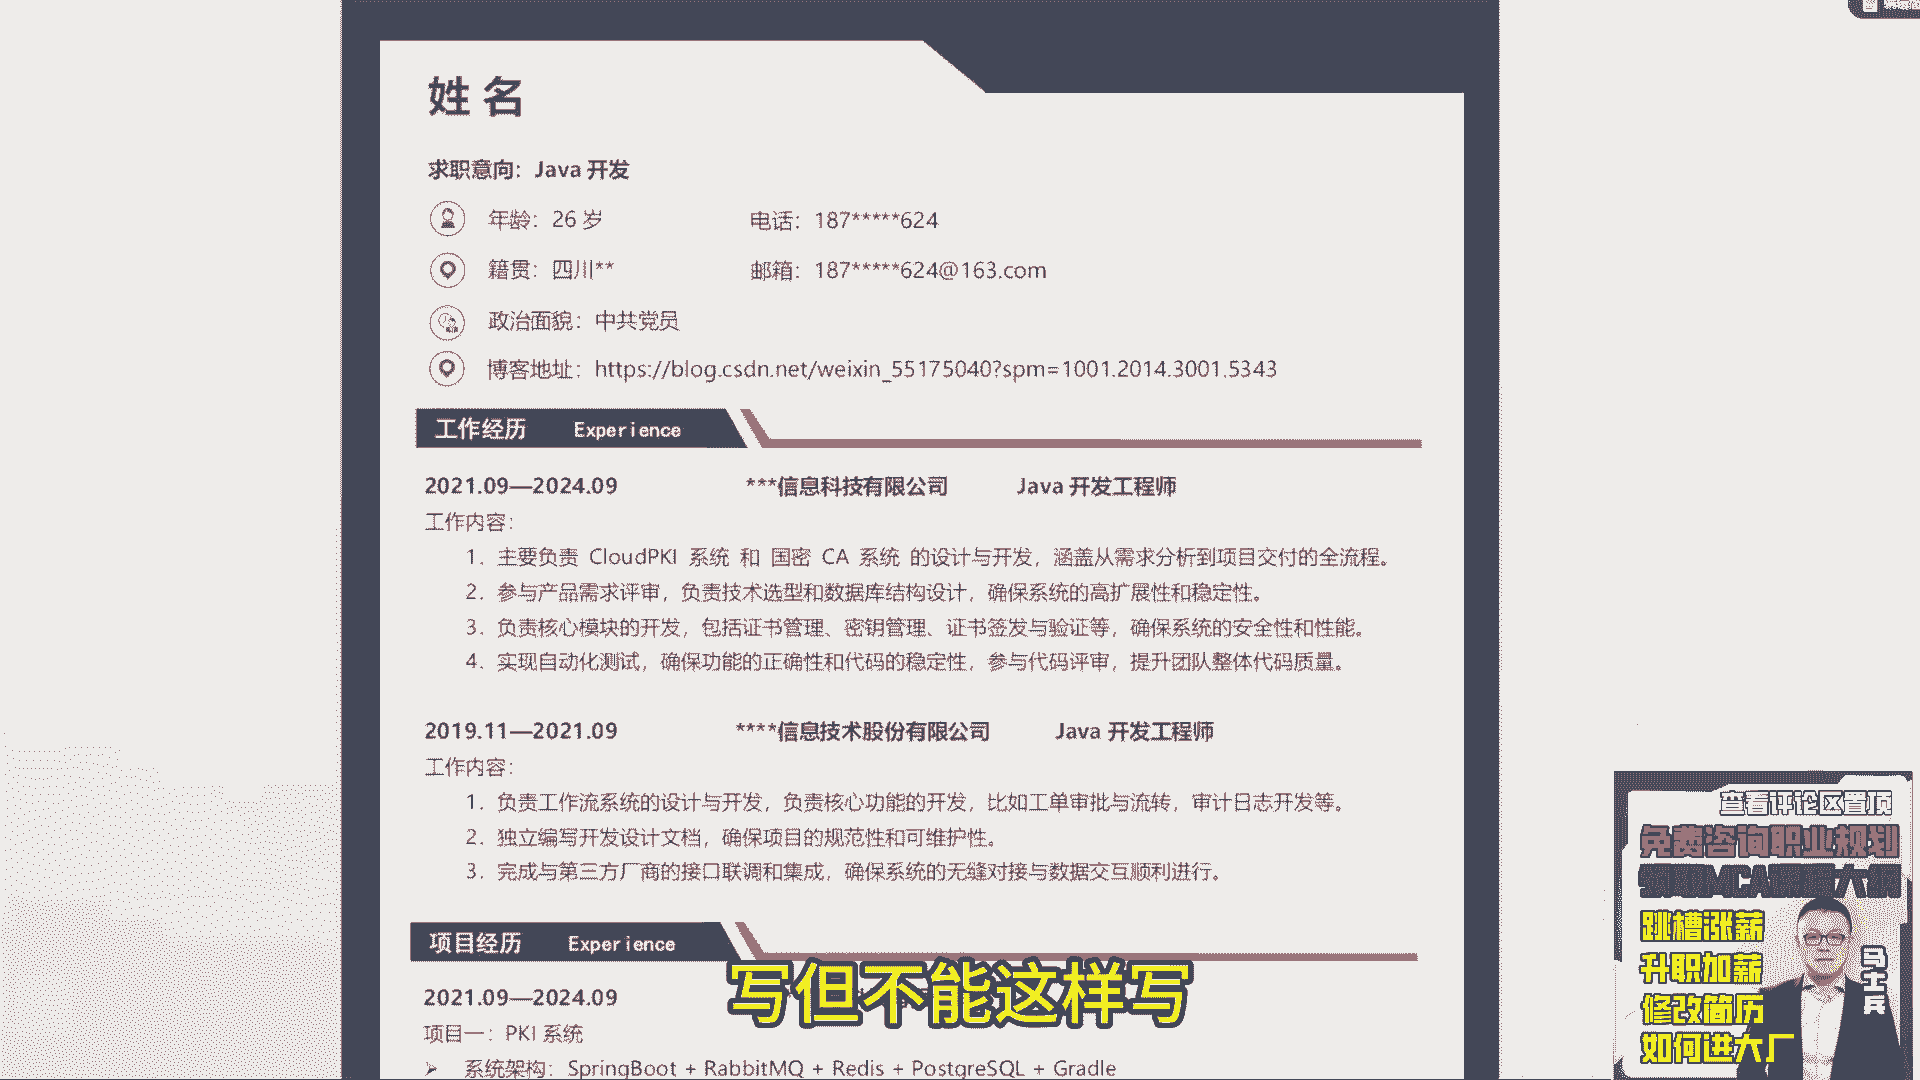 姓 名
求职意向：Java 开发
年龄：26 岁
电话：187*****624
籍贯：四川**
邮箱：187*****624@163.com
政治面貌：中共党员
博客地址：https://blog.csdn.net/weixin_55175040?spm=1001.2014.3001.5343
工作经历 Experience
2021.09—2024.09 ***信息科技有限公司 Java 开发工程师
工作内容：
1. 主要负责 CloudPKI 系统 和 国密 CA 系统 的设计与开发，涵盖从需求分析到项目交付的全流程。
2. 参与产品需求评审，负责技术选型和数据库结构设计，确保系统的高扩展性和稳定性。
3. 负责核心模块的开发，包括证书管理、密钥管理、证书签发与验证等，确保系统的安全性和性能。
4. 实现自动化测试，确保功能的正确性和代码的稳定性，参与代码评审，提升团队整体代码质量。
2019.11—2021.09 ****信息技术股份有限公司 Java 开发工程师
工作内容：
1. 负责工作流系统的设计与开发，负责核心功能的开发，比如工单审批与流转，审计日志开发等。
2. 独立编写开发设计文档，确保项目的规范性和可维护性。
3. 完成与第三方厂商的接口联调和集成，确保系统的无缝对接与数据交互顺利进行。
项目经历 Experience
2021.09—2024.09
项目一：PKI 系统
➢ 系统架构：SpringBoot + RabbitMQ + Redis + PostgreSQL + Gradle
写但不能这样写
查看评论区置顶
免费咨询职业规划
领取MCA课程大纲
跳槽涨薪
升职加薪
修改简历
如何进大厂
马士兵